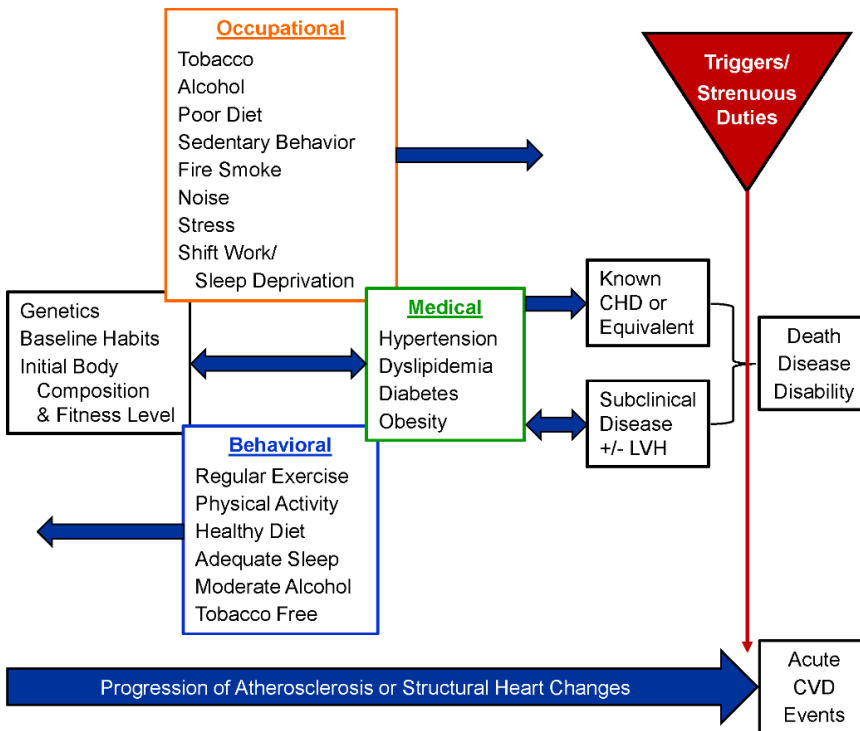 Occupational
Tobacco
Alcohol
Poor Diet
Sedentary Behavior
Fire Smoke
Noise
Stress
Shift Work/
Sleep Deprivation
Triggers/
Strenuous
Duties
Genetics
Baseline Habits
Initial Body
Composition
& Fitness Level
Medical
Hypertension
Dyslipidemia
Diabetes
Obesity
Known
CHD or
Equivalent
Subclinical
Disease
+/- LVH
Death
Disease
Disability
Behavioral
Regular Exercise
Physical Activity
Healthy Diet
Adequate Sleep
Moderate Alcohol
Tobacco Free
Progression of Atherosclerosis or Structural Heart Changes
Acute
CVD
Events